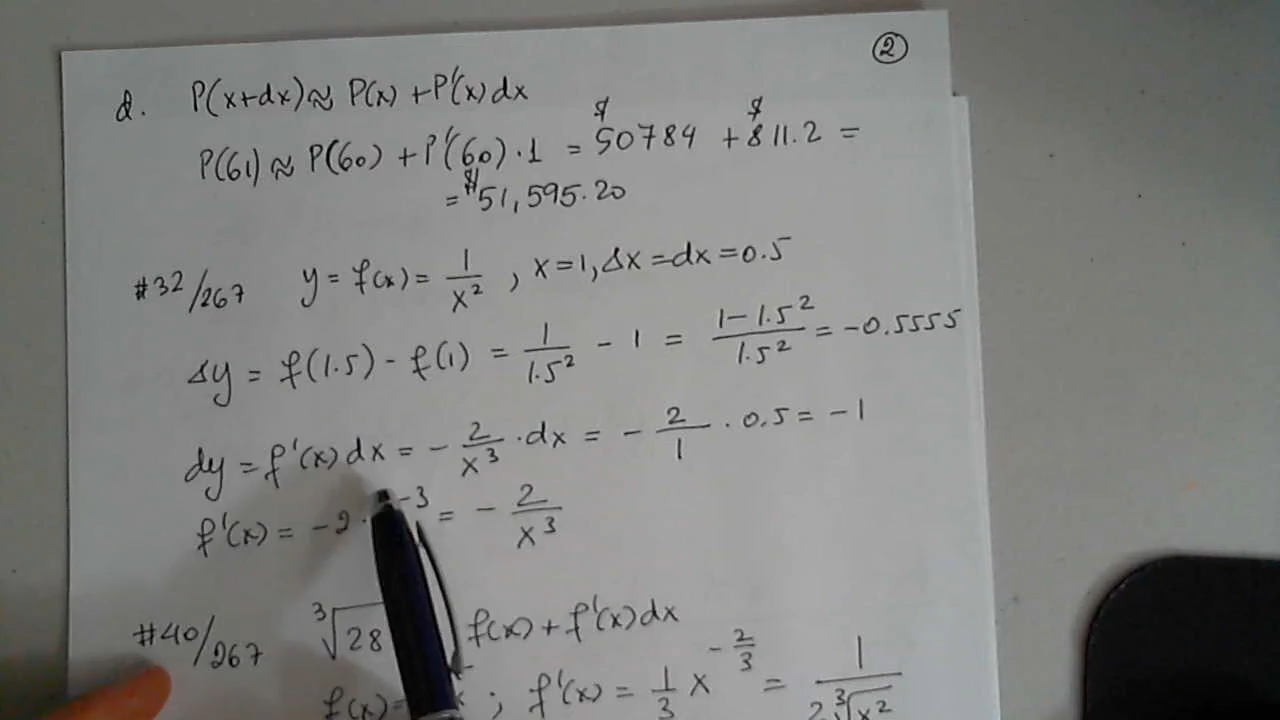 ②
d. P(x+dx) ≈ P(x) + P'(x) dx
P(61) ≈ P(60) + P'(60) · 1 = $50784 + $811.2 =
= $51,595.20
#32/267 y = f(x) = 1/x², x=1, Δx = dx = 0.5
Δy = f(1.5) - f(1) = 1/1.5² - 1 = (1 - 1.5²)/1.5² = -0.5555
dy = f'(x) dx = - 2/x³ · dx = - 2/1 · 0.5 = -1
f'(x) = -2 · -3 = - 2/x³
#40/267 ³√28 f(x) + f'(x) dx
f(x) = ; f'(x) = 1/3 x^(-2/3) = 1/